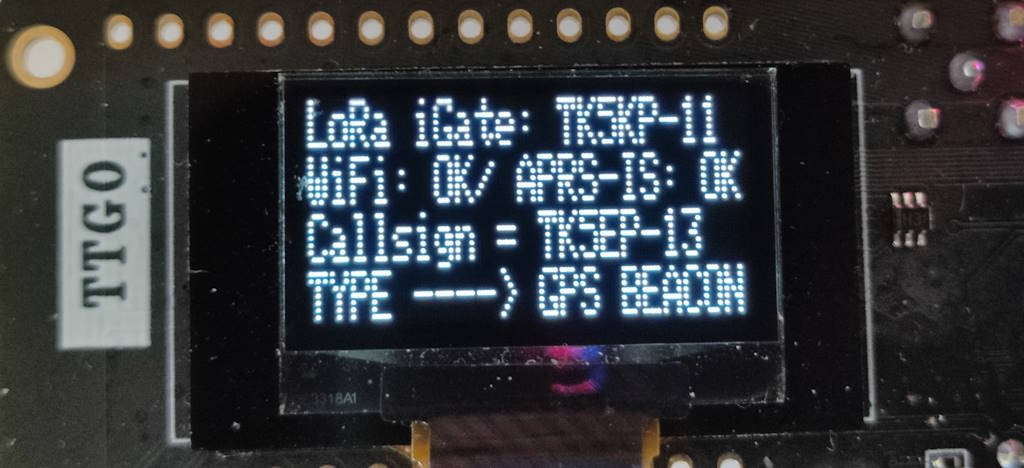 LoRa iGate: TK5KP-11
WiFi: OK/ APRS-IS: OK
Callsign = TK5EP-13
TYPE ----> GPS BEACON
TTGO
3318A1